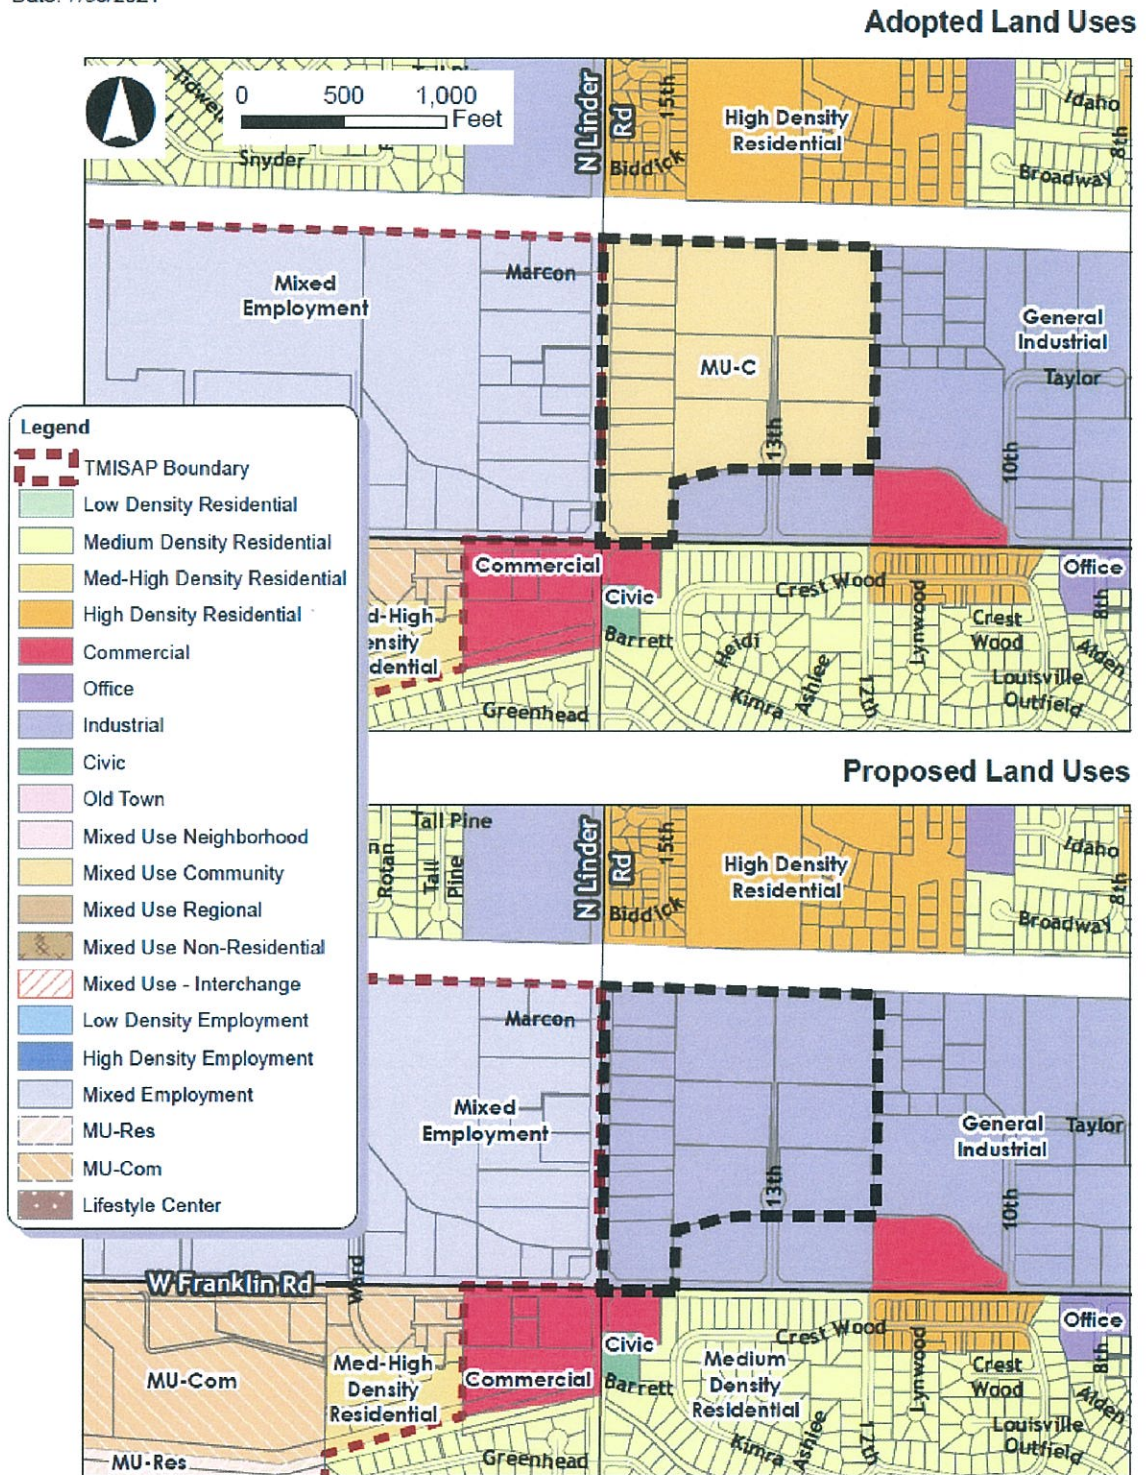 Adopted Land Uses
0 500 1,000
Feet
Snyder
N Linder
Rd
15th
Biddick
High Density
Residential
Idaho
8th
Broadway
Mixed
Employment
Marcon
MU-C
13th
General
Industrial
Taylor
10th
Legend
TMISAP Boundary
Low Density Residential
Medium Density Residential
Med-High Density Residential
High Density Residential
Commercial
Office
Industrial
Civic
Old Town
Mixed Use Neighborhood
Mixed Use Community
Mixed Use Regional
Mixed Use Non-Residential
Mixed Use - Interchange
Low Density Employment
High Density Employment
Mixed Employment
MU-Res
MU-Com
Lifestyle Center
Commercial
Civic
Barrett
d-High
ensity
dential
Greenhead
Crest Wood
Heidi
Kimra
Ashlee
12th
Lynwood
Crest
Wood
Louisville
Outfield
Office
8th
Alden
Proposed Land Uses
Tall Pine
Rotan
Tall
Pine
N Linder
Rd
15th
Biddick
High Density
Residential
Idaho
8th
Broadway
Marcon
Mixed
Employment
13th
General
Industrial
Taylor
10th
W Franklin Rd
Ward
MU-Com
Med-High
Density
Residential
Commercial
Civic
Barrett
Medium
Density
Residential
Crest Wood
Kimra
Ashlee
12th
Lynwood
Crest
Wood
Louisville
Outfield
Office
8th
Alden
MU-Res
Greenhead